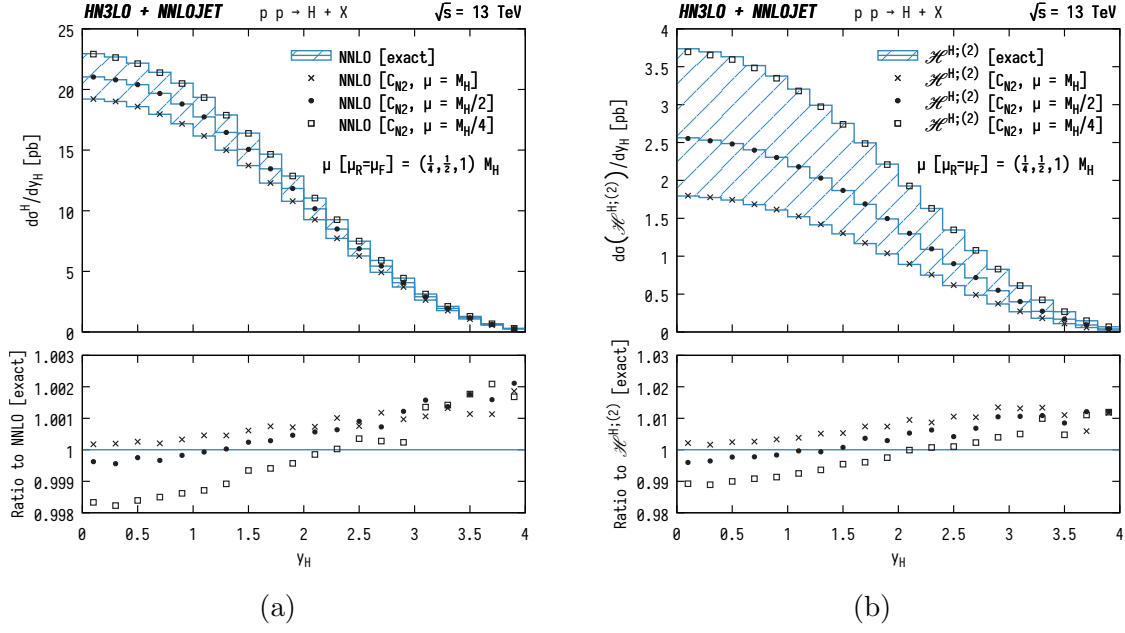 HN3LO + NNLOJET p p → H + X √s = 13 TeV
dσ^H/dy_H [pb]
25
20
15
10
5
0
NNLO [exact]
NNLO [C_N2, μ = M_H]
NNLO [C_N2, μ = M_H/2]
NNLO [C_N2, μ = M_H/4]
μ [μ_R=μ_F] = (1/4,1/2,1) M_H
Ratio to NNLO [exact]
1.003
1.002
1.001
1
0.999
0.998
0 0.5 1 1.5 2 2.5 3 3.5 4
y_H
(a)
HN3LO + NNLOJET p p → H + X √s = 13 TeV
dσ(ℋ^H;(2))/dy_H [pb]
4
3.5
3
2.5
2
1.5
1
0.5
0
ℋ^H;(2) [exact]
ℋ^H;(2) [C_N2, μ = M_H]
ℋ^H;(2) [C_N2, μ = M_H/2]
ℋ^H;(2) [C_N2, μ = M_H/4]
μ [μ_R=μ_F] = (1/4,1/2,1) M_H
Ratio to ℋ^H;(2) [exact]
1.03
1.02
1.01
1
0.99
0.98
0 0.5 1 1.5 2 2.5 3 3.5 4
y_H
(b)